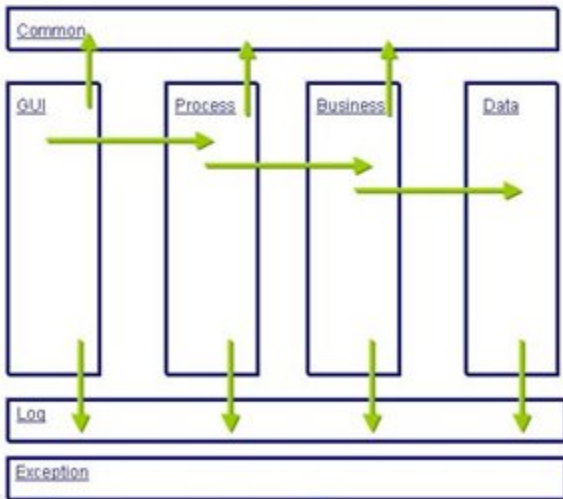 Common
GUI
Process
Business
Data
Log
Exception